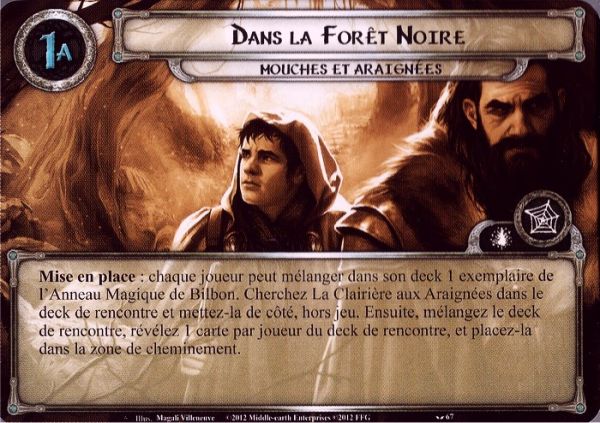 1A
DANS LA FORÊT NOIRE
MOUCHES ET ARAIGNÉES
Mise en place : chaque joueur peut mélanger dans son deck 1 exemplaire de
l'Anneau Magique de Bilbon. Cherchez La Clairière aux Araignées dans le
deck de rencontre et mettez-la de côté, hors jeu. Ensuite, mélangez le deck
de rencontre, révélez 1 carte par joueur du deck de rencontre, et placez-la
dans la zone de cheminement.
Illus. Magali Villeneuve ©2012 Middle-earth Enterprises ©2012 FFG 67